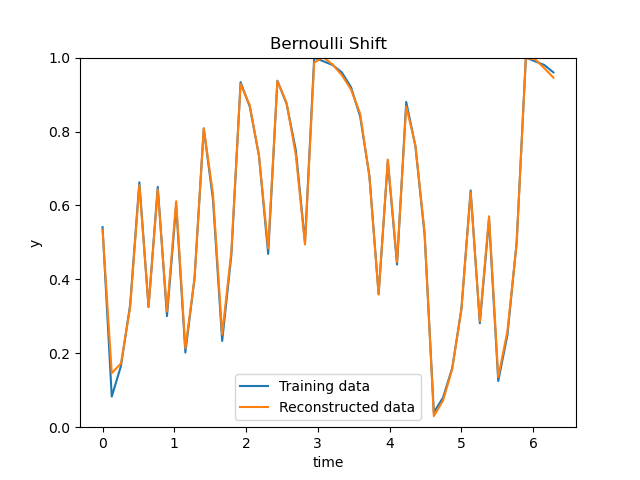 Bernoulli Shift
1.0
0.8
0.6
0.4
0.2
0.0
y
Training data
Reconstructed data
0 1 2 3 4 5 6
time